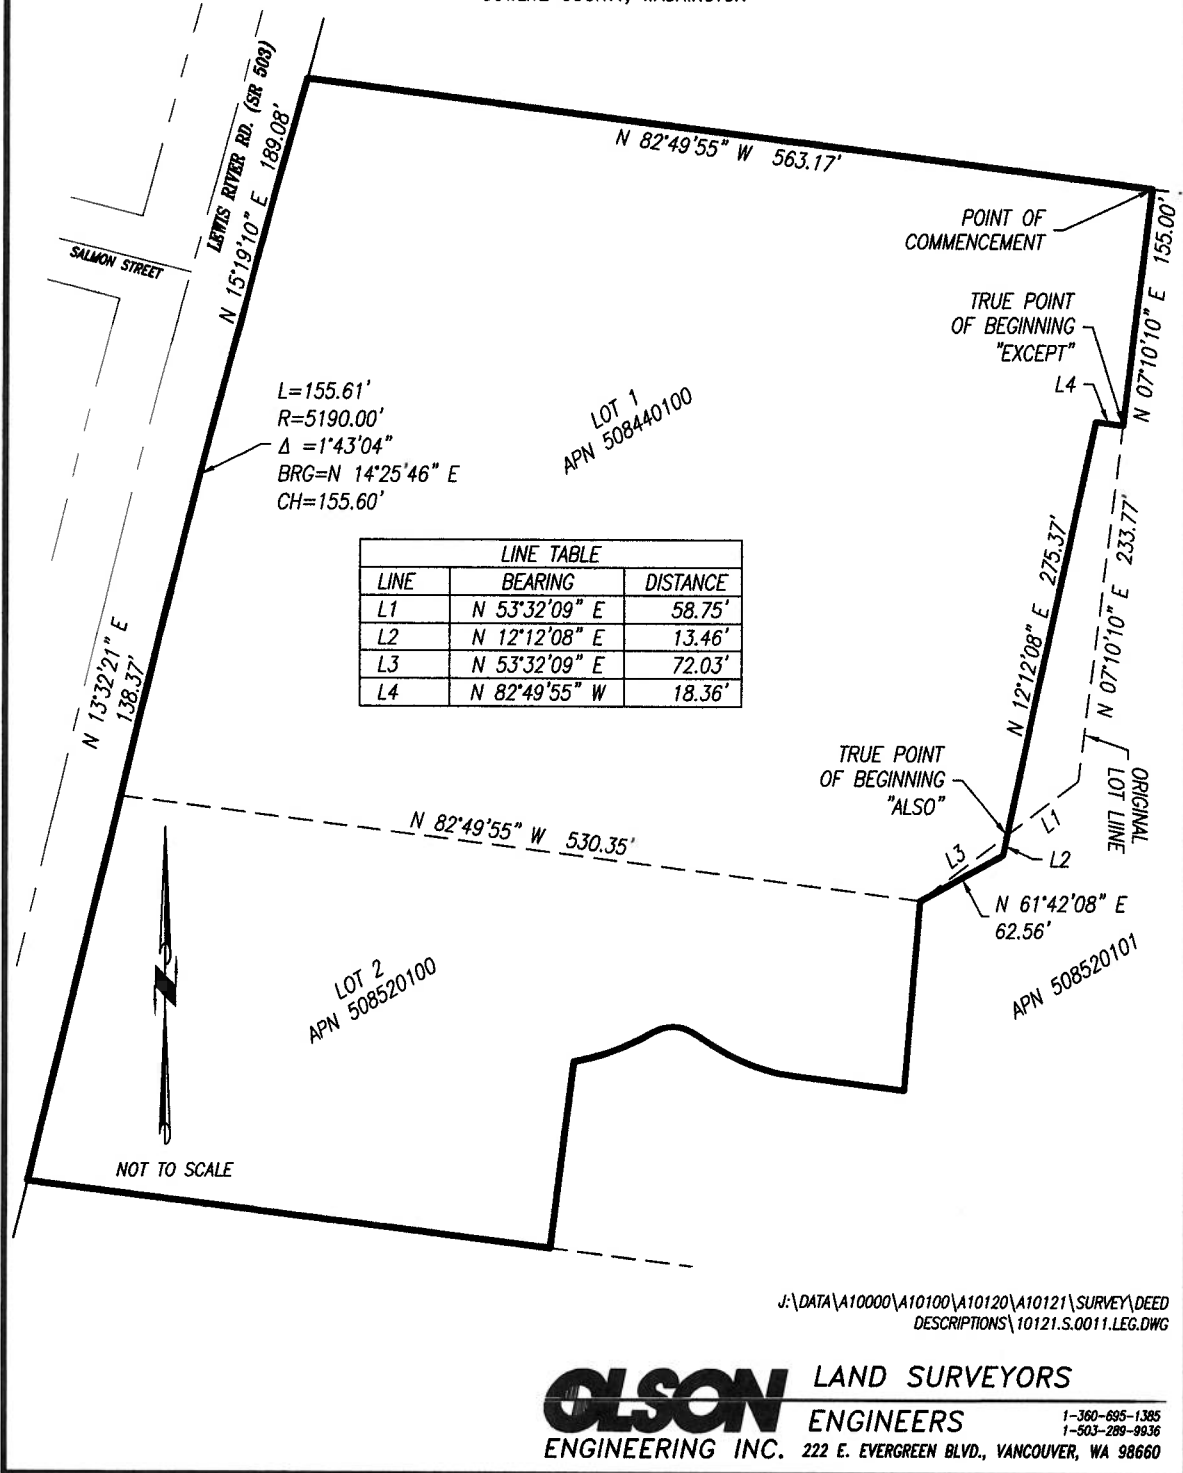 LEWIS RIVER RD. (SR 503)
N 15°19'10" E 189.08'
N 82°49'55" W 563.17'
POINT OF
COMMENCEMENT
N 07°10'10" E 155.00'
SALMON STREET
TRUE POINT
OF BEGINNING
"EXCEPT"
L4
L=155.61'
R=5190.00'
Δ =1°43'04"
BRG=N 14°25'46" E
CH=155.60'
LOT 1
APN 508440100
LINE TABLE
LINE BEARING DISTANCE
L1 N 53°32'09" E 58.75'
L2 N 12°12'08" E 13.46'
L3 N 53°32'09" E 72.03'
L4 N 82°49'55" W 18.36'
N 12°12'08" E 275.37'
N 07°10'10" E 233.77'
N 13°32'21" E
138.37'
TRUE POINT
OF BEGINNING
"ALSO"
ORIGINAL
LOT LIINE
L1
L2
L3
N 82°49'55" W 530.35'
N 61°42'08" E
62.56'
LOT 2
APN 508520100
APN 508520101
NOT TO SCALE
J:\DATA\A10000\A10100\A10120\A10121\SURVEY\DEED
DESCRIPTIONS\10121.S.0011.LEG.DWG
OLSON
ENGINEERING INC.
LAND SURVEYORS
ENGINEERS
1-360-695-1385
1-503-289-9936
222 E. EVERGREEN BLVD., VANCOUVER, WA 98660